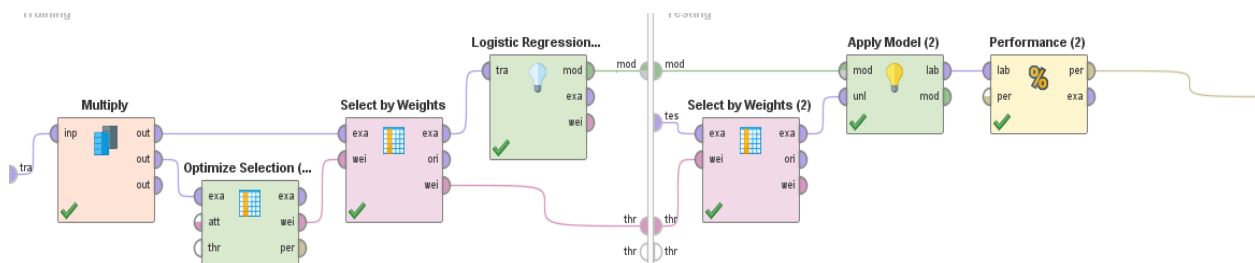 Training
Testing
Multiply
inp
out
out
out
tra
Optimize Selection (...
exa
att
thr
exa
wei
per
Select by Weights
exa
wei
exa
ori
wei
Logistic Regression...
tra
mod
exa
wei
mod
thr
thr
mod
tes
thr
thr
Select by Weights (2)
exa
wei
exa
ori
wei
Apply Model (2)
mod
unl
lab
mod
Performance (2)
lab
per
%
per
exa